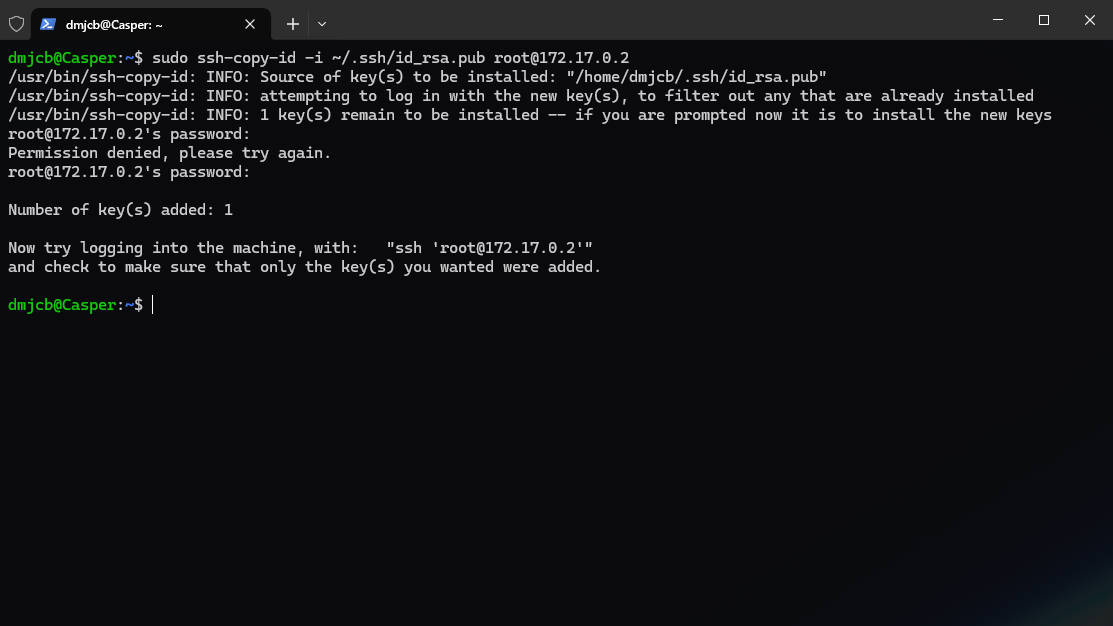 dmjcb@Casper: ~
dmjcb@Casper:~$ sudo ssh-copy-id -i ~/.ssh/id_rsa.pub root@172.17.0.2
/usr/bin/ssh-copy-id: INFO: Source of key(s) to be installed: "/home/dmjcb/.ssh/id_rsa.pub"
/usr/bin/ssh-copy-id: INFO: attempting to log in with the new key(s), to filter out any that are already installed
/usr/bin/ssh-copy-id: INFO: 1 key(s) remain to be installed -- if you are prompted now it is to install the new keys
root@172.17.0.2's password:
Permission denied, please try again.
root@172.17.0.2's password:
Number of key(s) added: 1
Now try logging into the machine, with:   "ssh 'root@172.17.0.2'"
and check to make sure that only the key(s) you wanted were added.
dmjcb@Casper:~$